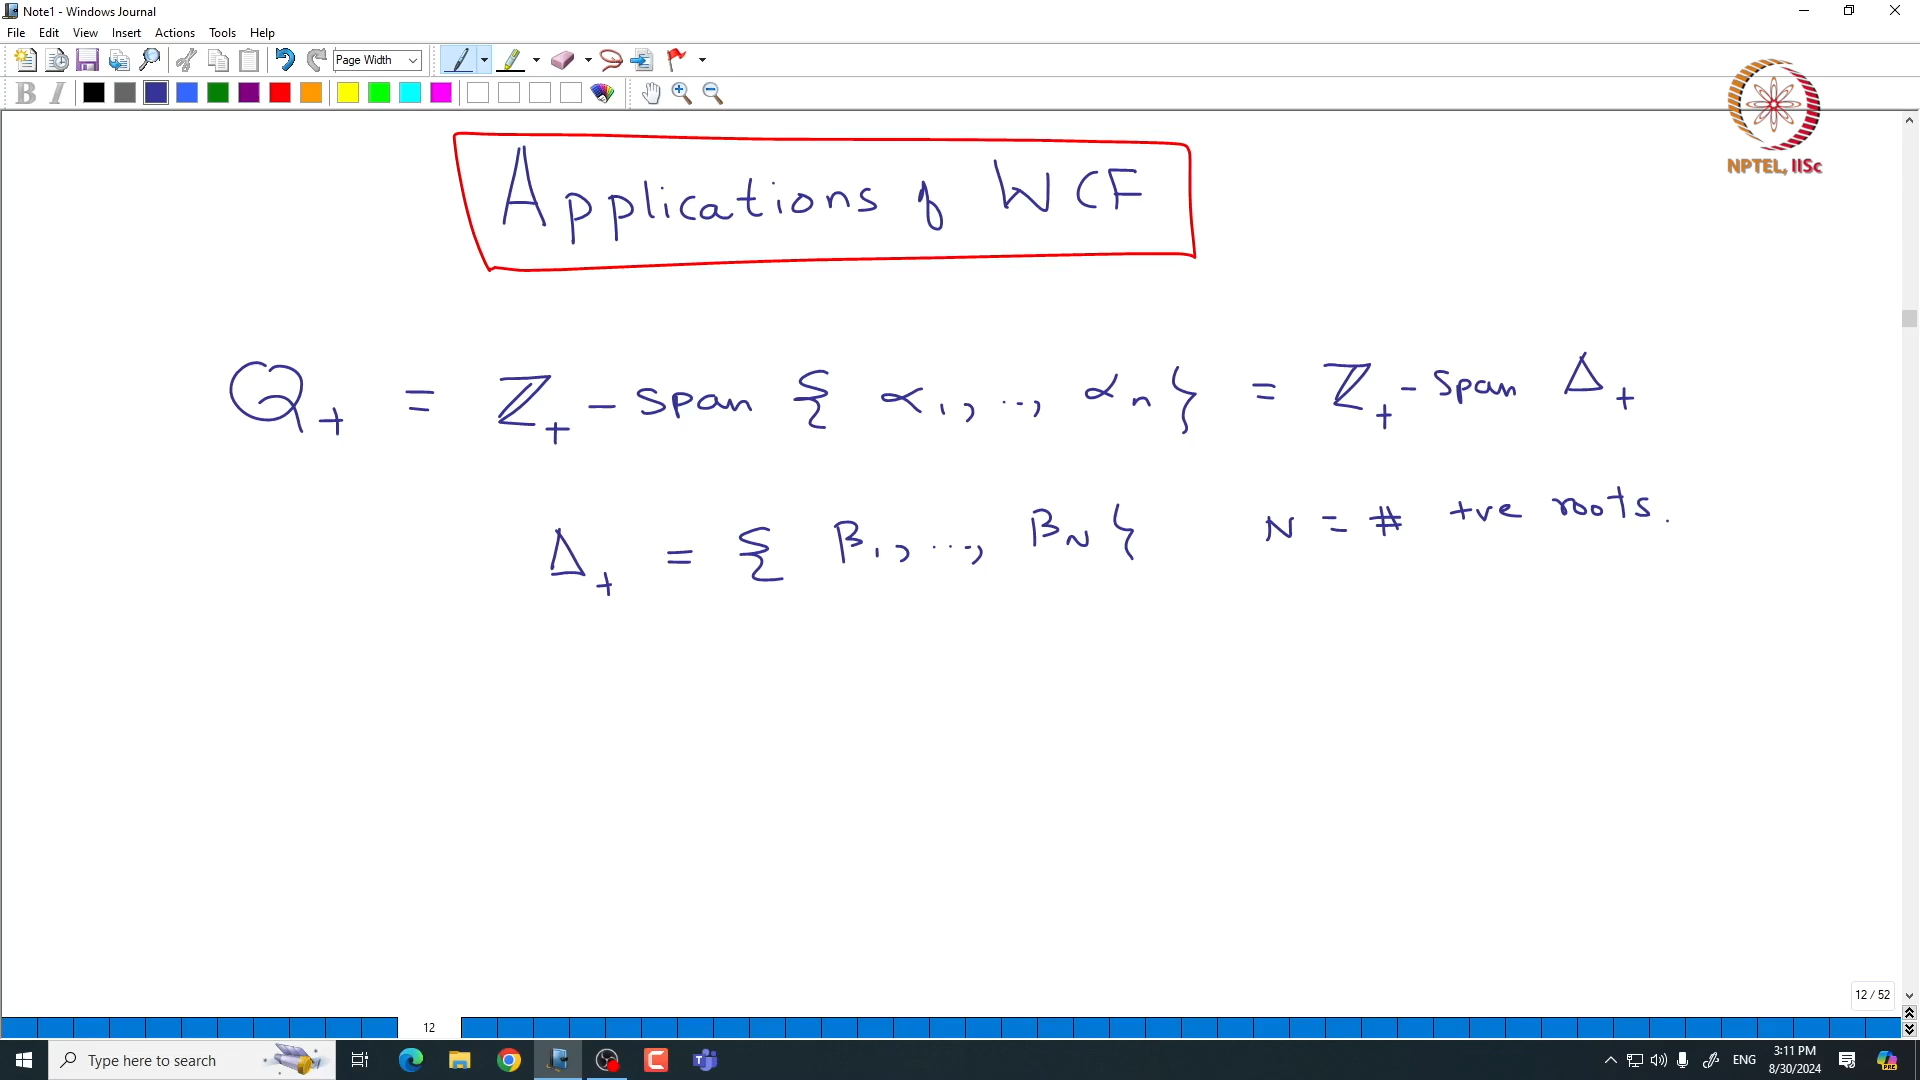 Note1 - Windows Journal
File Edit View Insert Actions Tools Help
Page Width
B I
NPTEL, IISc
Applications of WCF
Q₊ = ℤ₊ - span { α₁, .., αₙ } = ℤ₊ - span Δ₊
Δ₊ = { β₁, ..., β_N } N = # +ve roots.
12 / 52
12
Type here to search
ENG
3:11 PM
8/30/2024